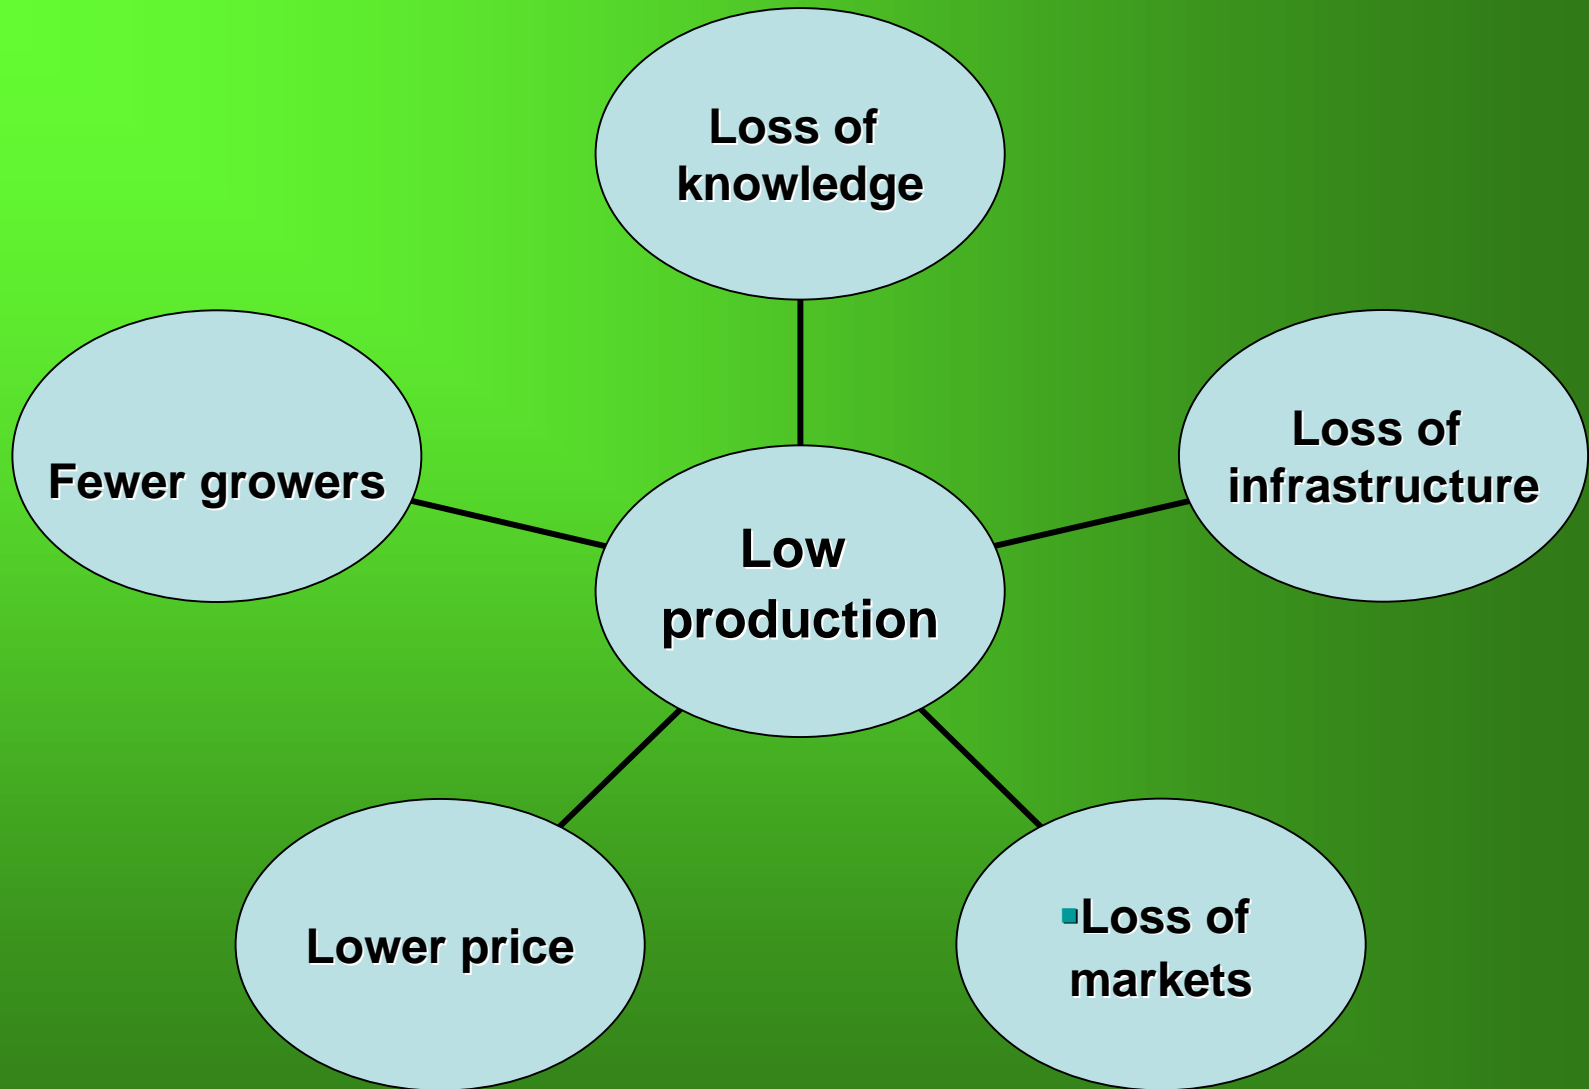 Loss of
knowledge
Fewer growers
Loss of
infrastructure
Low
production
Lower price
▪Loss of
markets